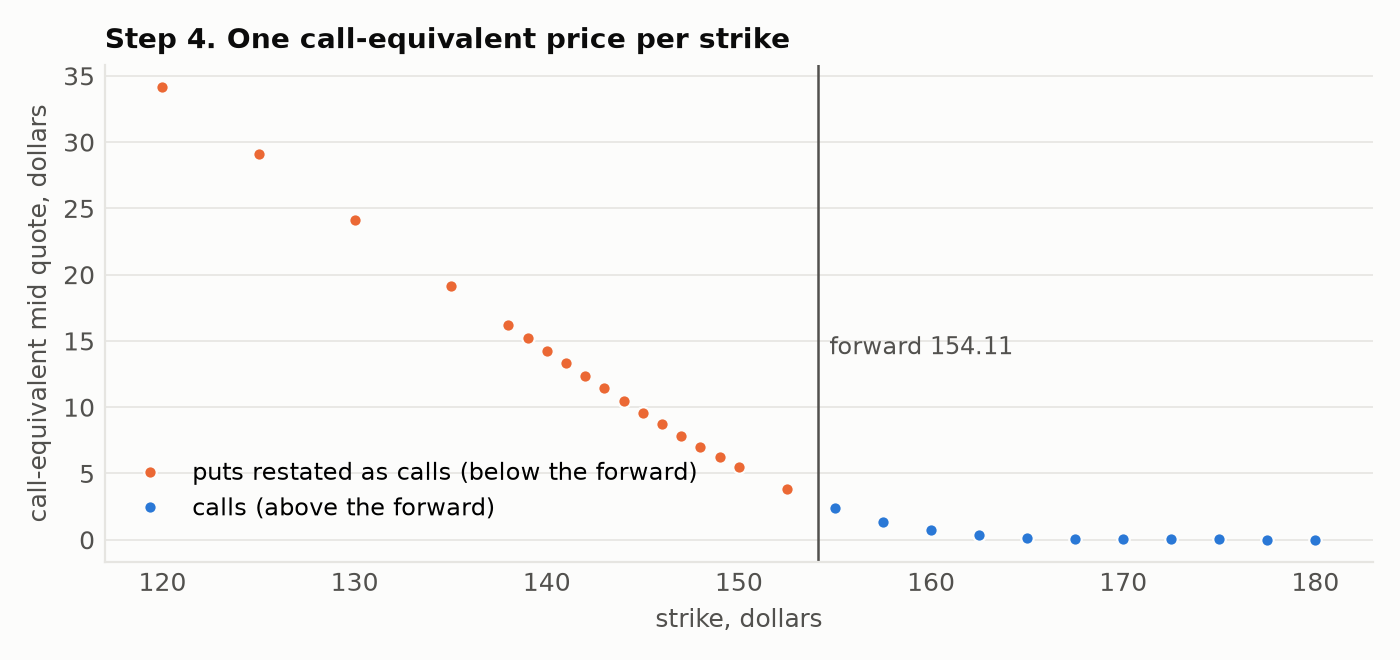 Step 4. One call-equivalent price per strike
call-equivalent mid quote, dollars
35
30
25
20
15
10
5
0
forward 154.11
puts restated as calls (below the forward)
calls (above the forward)
120 130 140 150 160 170 180
strike, dollars